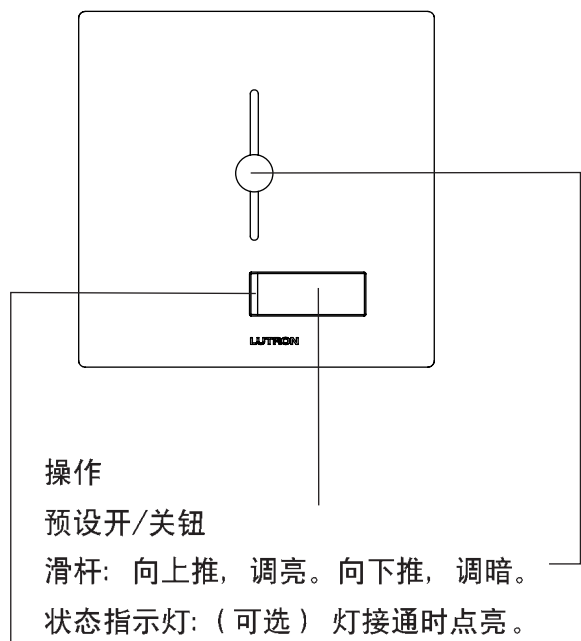 LUTRON
操作
预设开/关钮
滑杆: 向上推, 调亮。向下推, 调暗。
状态指示灯: (可选) 灯接通时点亮。